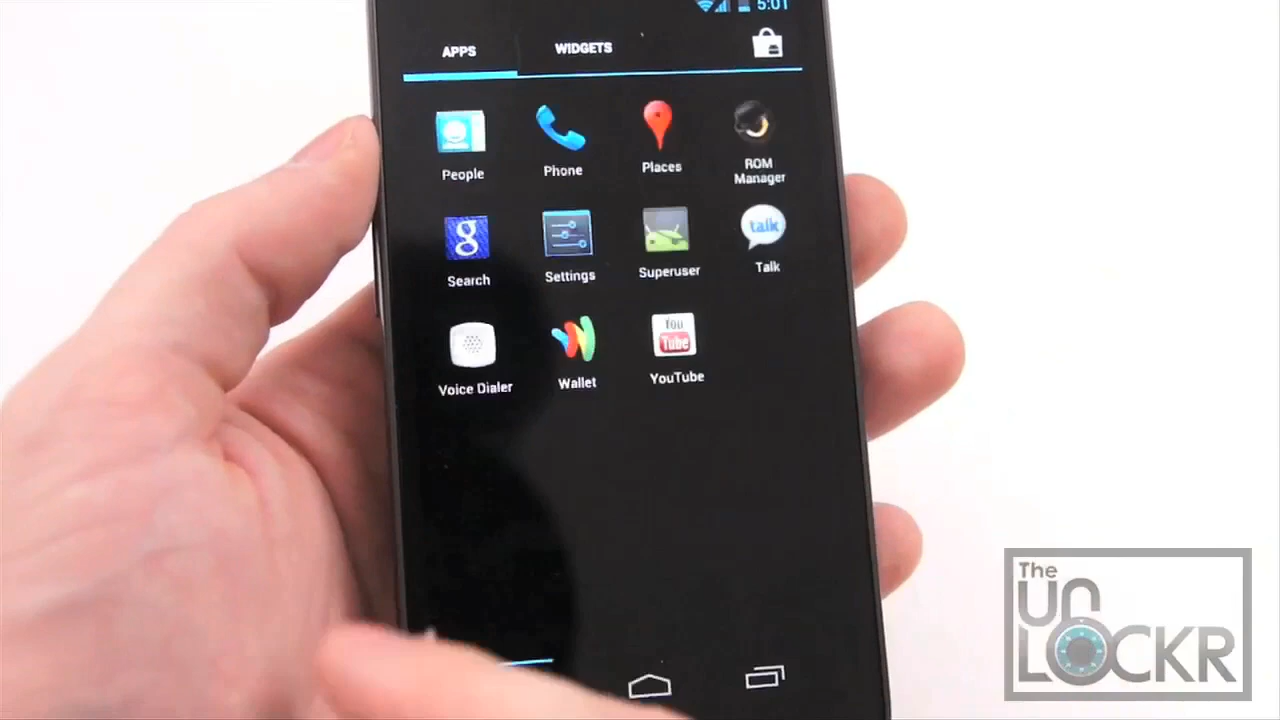 5:01
APPS
WIDGETS
People
Phone
Places
ROM
Manager
g
Search
Settings
Superuser
talk
Talk
Voice Dialer
Wallet
You
Tube
YouTube
The
UN
LOCKR